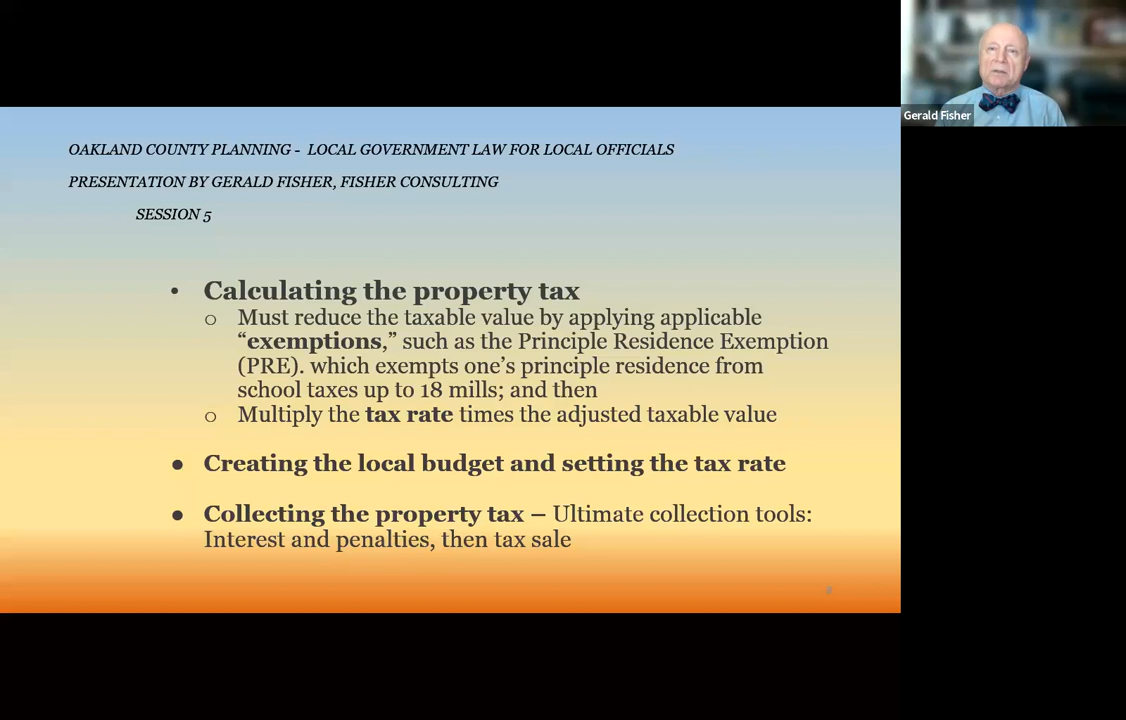 Gerald Fisher
OAKLAND COUNTY PLANNING - LOCAL GOVERNMENT LAW FOR LOCAL OFFICIALS
PRESENTATION BY GERALD FISHER, FISHER CONSULTING
SESSION 5
• Calculating the property tax
o Must reduce the taxable value by applying applicable
“exemptions,” such as the Principle Residence Exemption
(PRE). which exempts one’s principle residence from
school taxes up to 18 mills; and then
o Multiply the tax rate times the adjusted taxable value
● Creating the local budget and setting the tax rate
● Collecting the property tax – Ultimate collection tools:
Interest and penalties, then tax sale